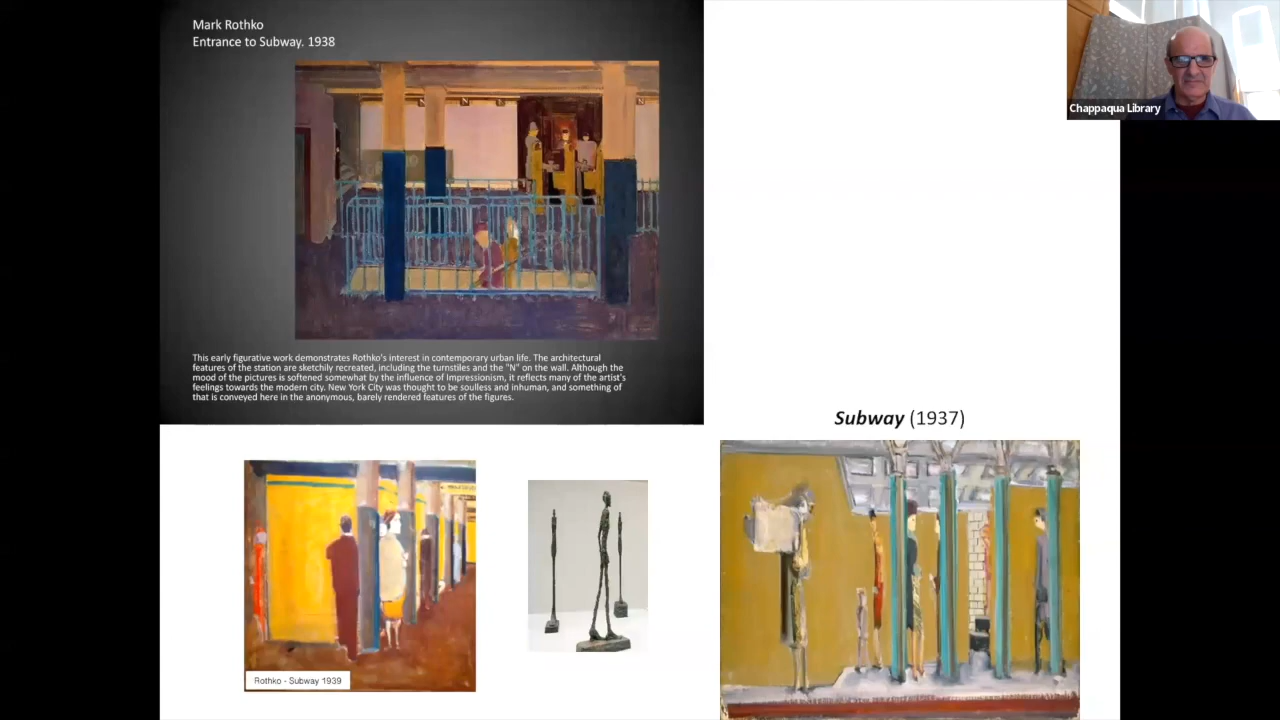 Mark Rothko
Entrance to Subway. 1938
Chappaqua Library
This early figurative work demonstrates Rothko's interest in contemporary urban life. The architectural
features of the station are sketchily recreated, including the turnstiles and the "N" on the wall. Although the
mood of the pictures is softened somewhat by the influence of Impressionism, it reflects many of the artist's
feelings towards the modern city. New York City was thought to be soulless and inhuman, and something of
that is conveyed here in the anonymous, barely rendered features of the figures.
Subway (1937)
Rothko - Subway 1939